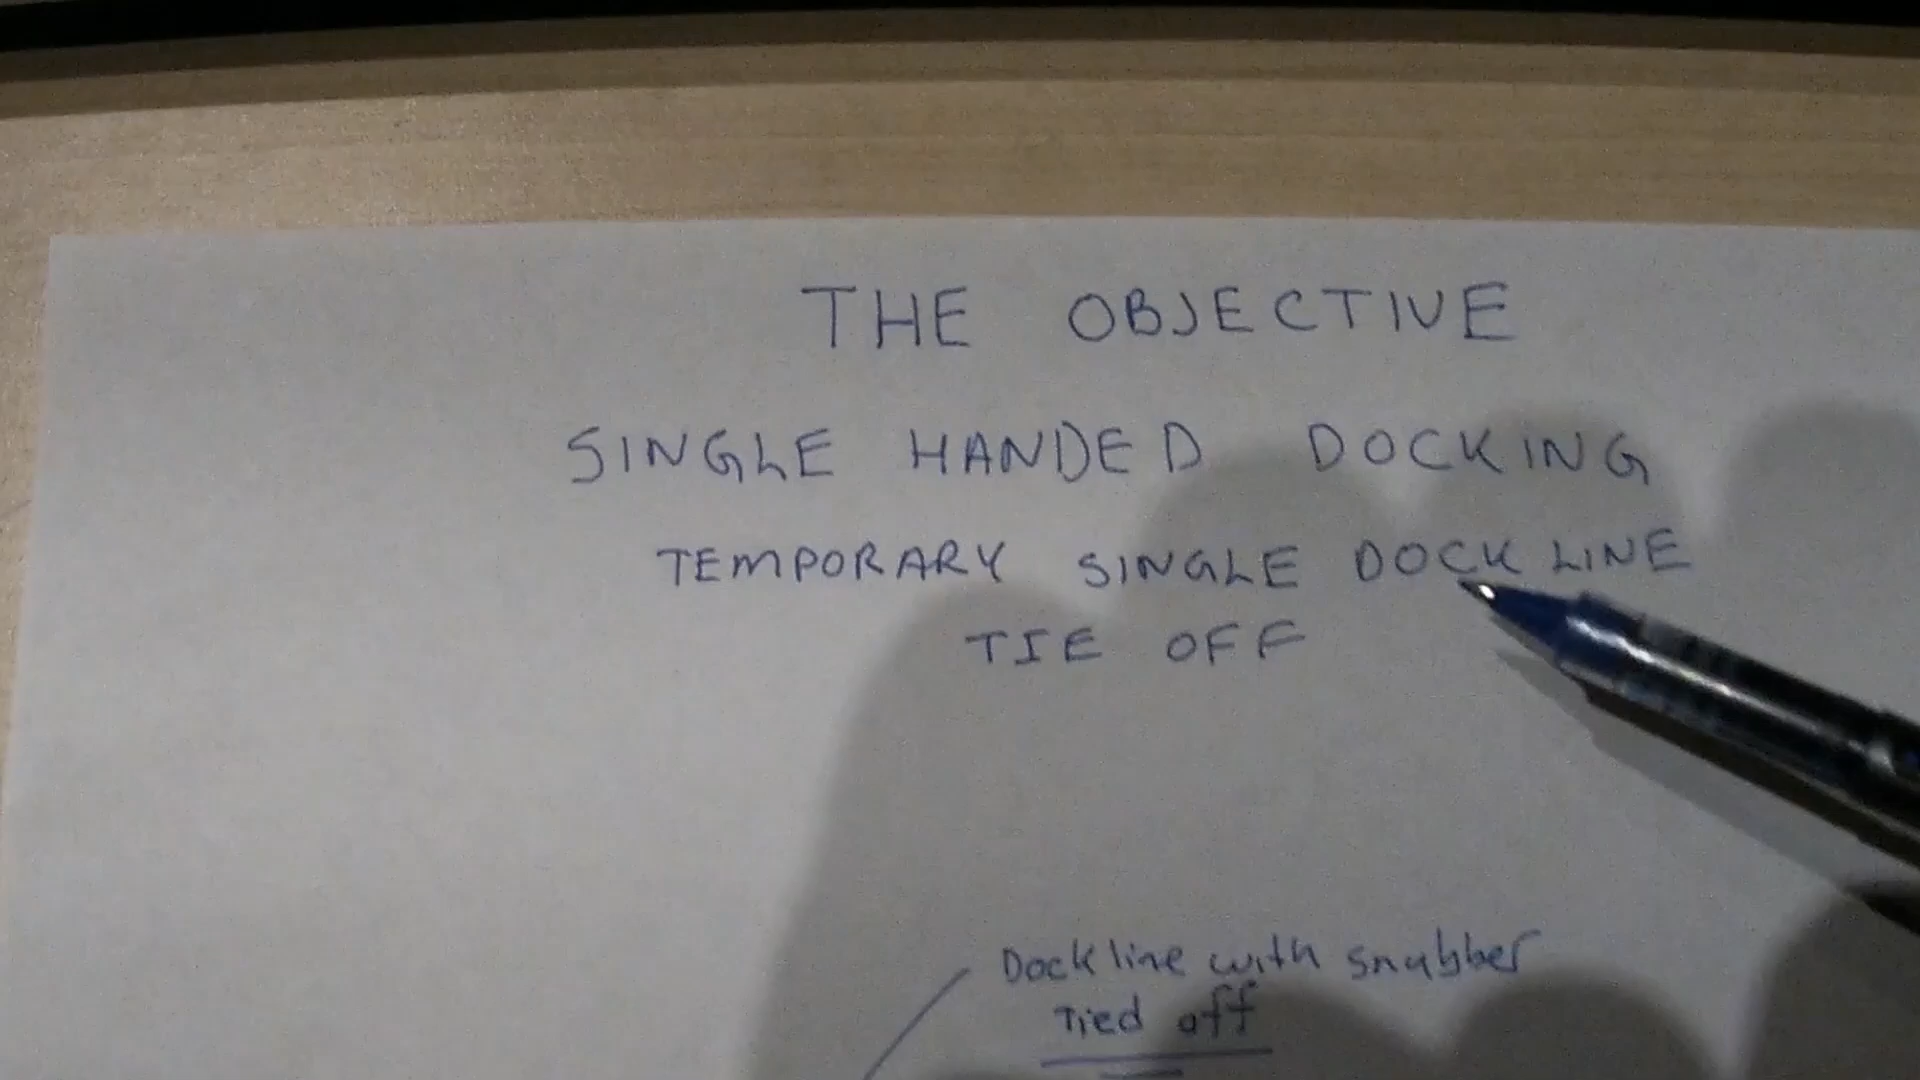 THE OBJECTIVE
SINGLE HANDED DOCKING
TEMPORARY SINGLE DOCK LINE
TIE OFF
Dock line with snubber
Tied off